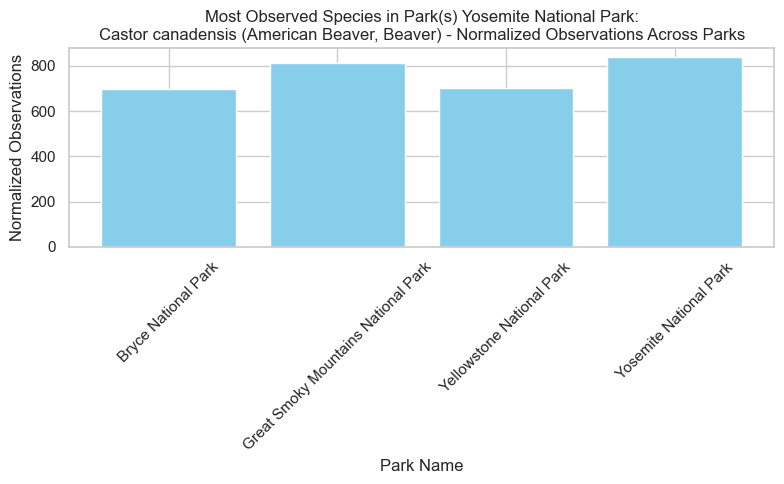 Most Observed Species in Park(s) Yosemite National Park:
Castor canadensis (American Beaver, Beaver) - Normalized Observations Across Parks
Normalized Observations
800
600
400
200
0
Bryce National Park
Great Smoky Mountains National Park
Yellowstone National Park
Yosemite National Park
Park Name